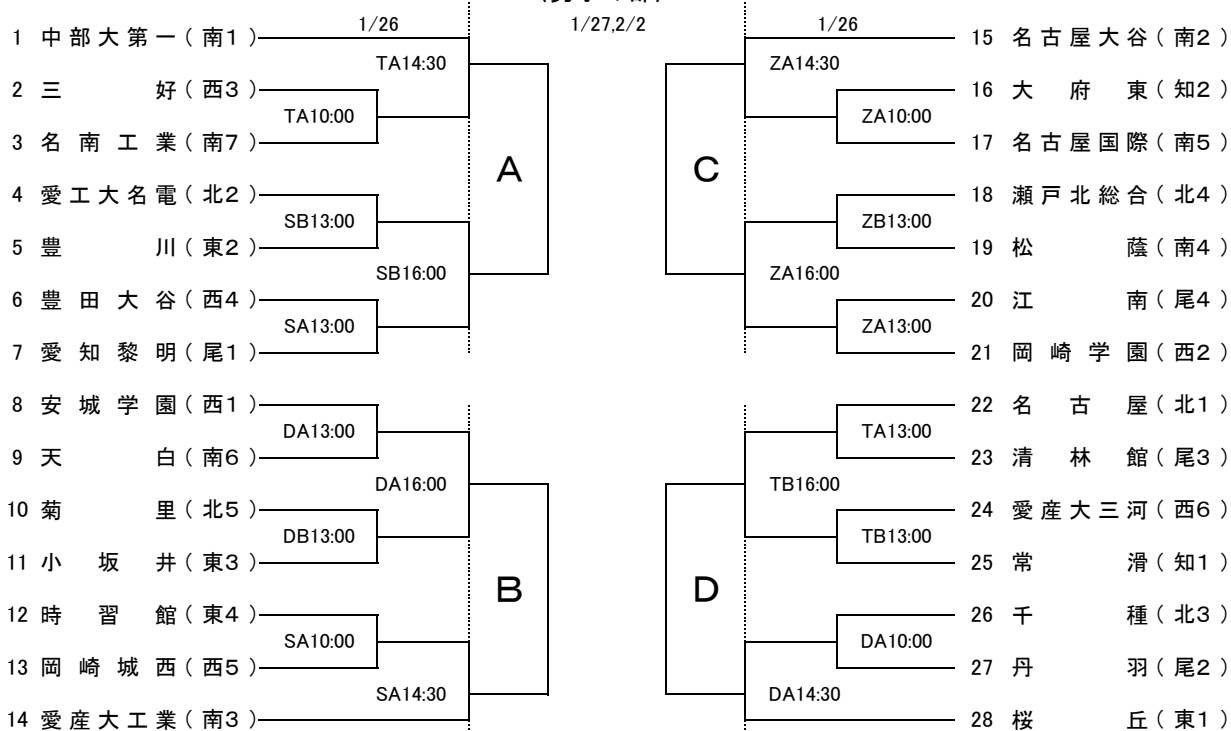 1/26 1/27,2/2 1/26
1 中部大第一(南1)
TA14:30
2 三好(西3)
TA10:00
3 名南工業(南7)
A
4 愛工大名電(北2)
SB13:00
5 豊川(東2)
SB16:00
6 豊田大谷(西4)
SA13:00
7 愛知黎明(尾1)
8 安城学園(西1)
DA13:00
9 天白(南6)
DA16:00
10 菊里(北5)
DB13:00
11 小坂井(東3)
B
12 時習館(東4)
SA10:00
13 岡崎城西(西5)
SA14:30
14 愛産大工業(南3)
15 名古屋大谷(南2)
ZA14:30
16 大府東(知2)
ZA10:00
17 名古屋国際(南5)
C
18 瀬戸北総合(北4)
ZB13:00
19 松蔭(南4)
ZA16:00
20 江南(尾4)
ZA13:00
21 岡崎学園(西2)
22 名古屋(北1)
TA13:00
23 清林館(尾3)
TB16:00
24 愛産大三河(西6)
TB13:00
25 常滑(知1)
D
26 千種(北3)
DA10:00
27 丹羽(尾2)
DA14:30
28 桜丘(東1)